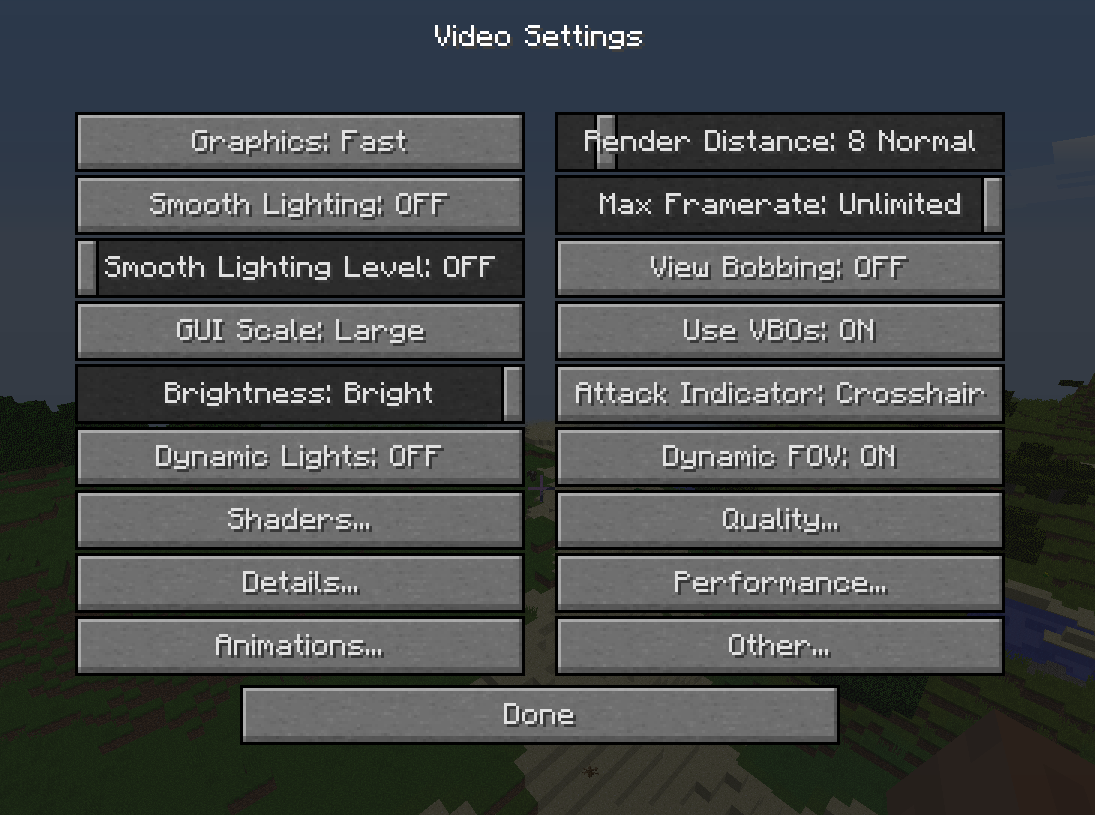 Video Settings
Graphics: Fast
Render Distance: 8 Normal
Smooth Lighting: OFF
Max Framerate: Unlimited
Smooth Lighting Level: OFF
View Bobbing: OFF
GUI Scale: Large
Use VBOs: ON
Brightness: Bright
Attack Indicator: Crosshair
Dynamic Lights: OFF
Dynamic FOV: ON
Shaders...
Quality...
Details...
Performance...
Animations...
Other...
Done